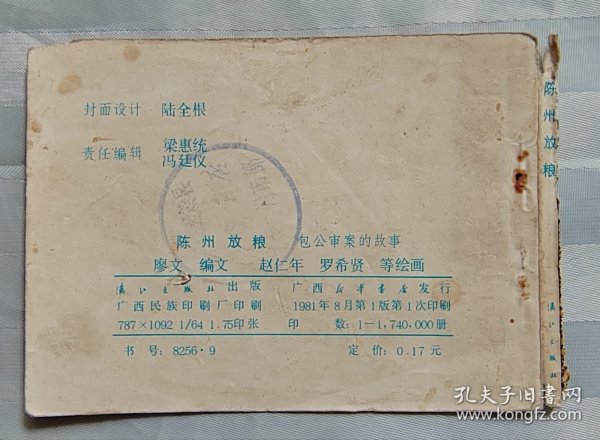 封面设计 陆全根
责任编辑 梁惠统
冯廷仪
陈州放粮 包公审案的故事
廖文 编文 赵仁年 罗希贤 等绘画
漓江出版社出版 广西新华书店发行
广西民族印刷厂印刷 1981年8月第1版第1次印刷
787×1092 1/64 1.75印张 印 数：1—1,740,000册
书号：8256·9 定价：0.17元
陈州放粮
漓江出版社
孔夫子旧书网
www.kongfz.com